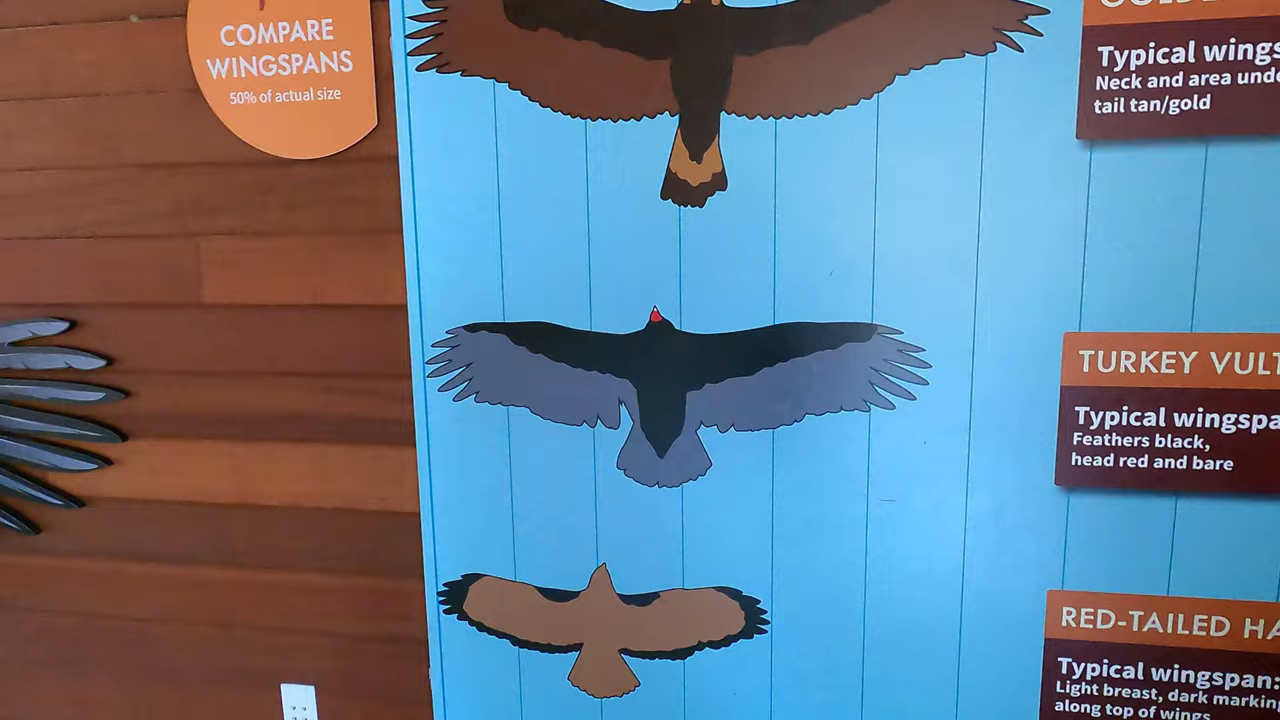 COMPARE
WINGSPANS
50% of actual size
Typical wings
Neck and area unde
tail tan/gold
TURKEY VULT
Typical wingspa
Feathers black,
head red and bare
RED-TAILED HA
Typical wingspan:
Light breast, dark markin
along top of wings